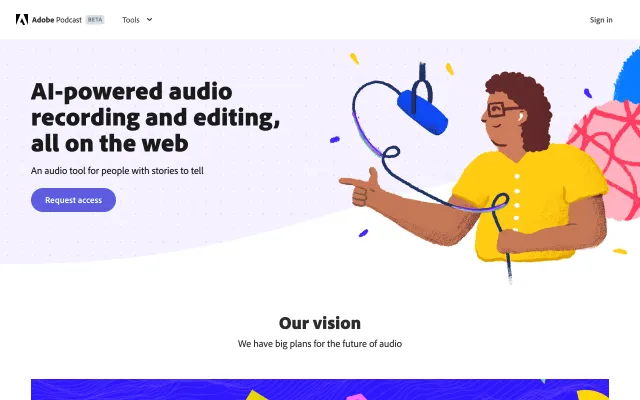 Adobe Podcast BETA Tools Sign in
AI-powered audio
recording and editing,
all on the web
An audio tool for people with stories to tell
Request access
Our vision
We have big plans for the future of audio